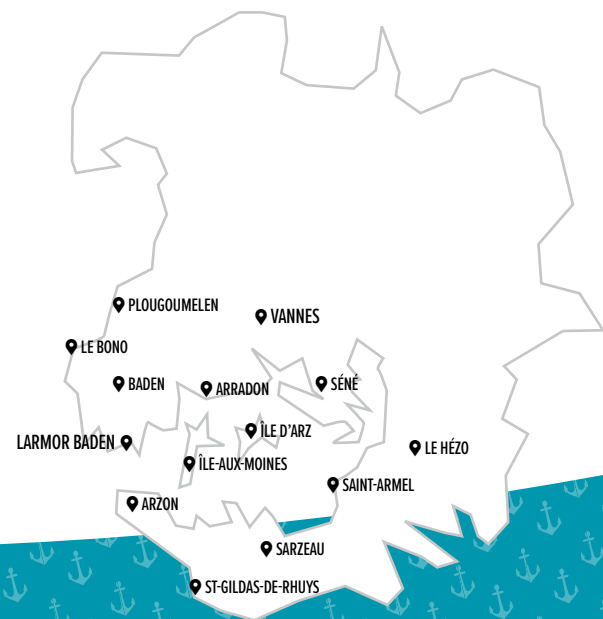 PLOUGOUMELEN
VANNES
LE BONO
BADEN
ARRADON
SÉNÉ
ÎLE D'ARZ
LARMOR BADEN
LE HÉZO
ÎLE-AUX-MOINES
SAINT-ARMEL
ARZON
SARZEAU
ST-GILDAS-DE-RHUYS